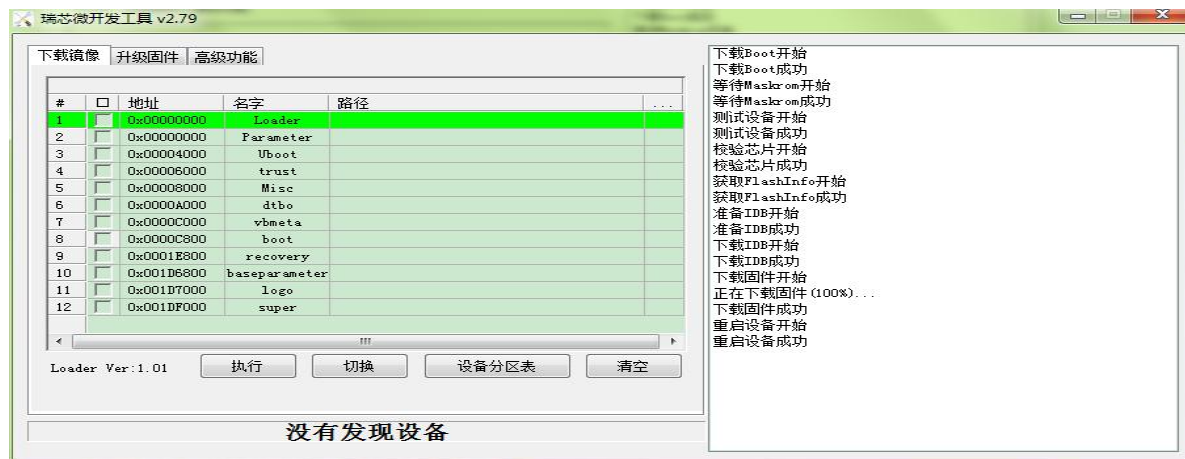 瑞芯微开发工具 v2.79
下载镜像 升级固件 高级功能
# 地址 名字 路径 ...
1 0x00000000 Loader
2 0x00000000 Parameter
3 0x00004000 Uboot
4 0x00006000 trust
5 0x00008000 Misc
6 0x0000A000 dtbo
7 0x0000C000 vbmeta
8 0x0000C800 boot
9 0x0001E800 recovery
10 0x001D6800 baseparameter
11 0x001D7000 logo
12 0x001DF000 super
Loader Ver:1.01 执行 切换 设备分区表 清空
没有发现设备
下载Boot开始
下载Boot成功
等待Maskrom开始
等待Maskrom成功
测试设备开始
测试设备成功
校验芯片开始
校验芯片成功
获取FlashInfo开始
获取FlashInfo成功
准备IDB开始
准备IDB成功
下载IDB开始
下载IDB成功
下载固件开始
正在下载固件(100%)...
下载固件成功
重启设备开始
重启设备成功